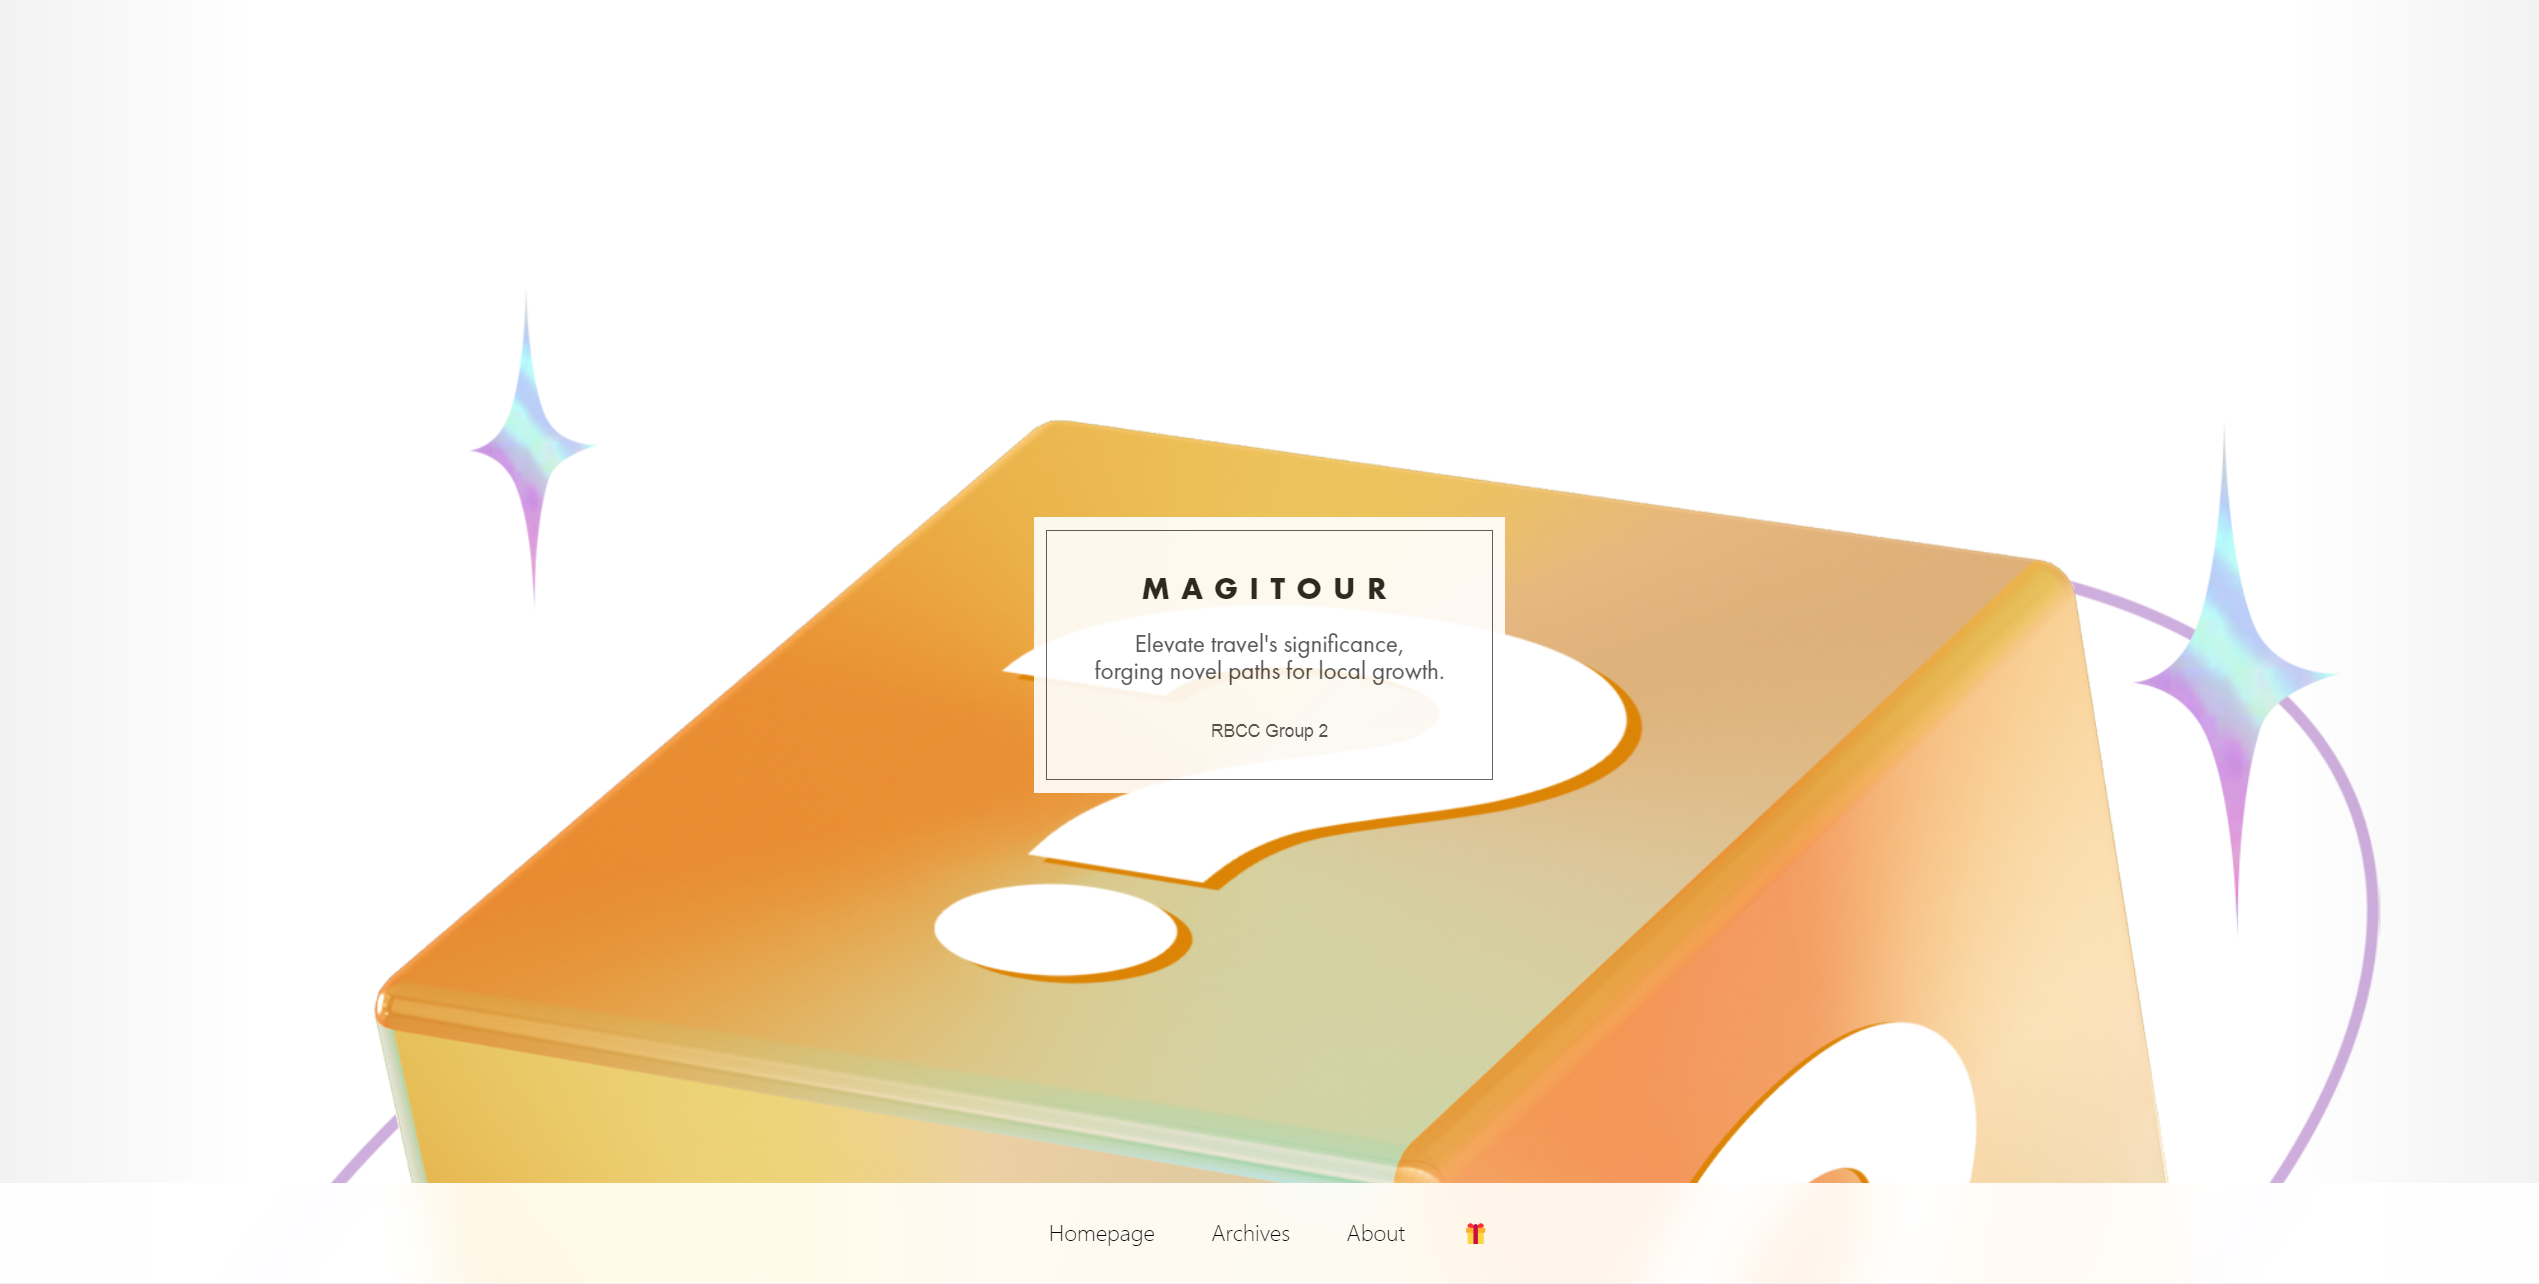 MAGITOUR
Elevate travel's significance,
forging novel paths for local growth.
RBCC Group 2
?
?
Homepage Archives About 🎁